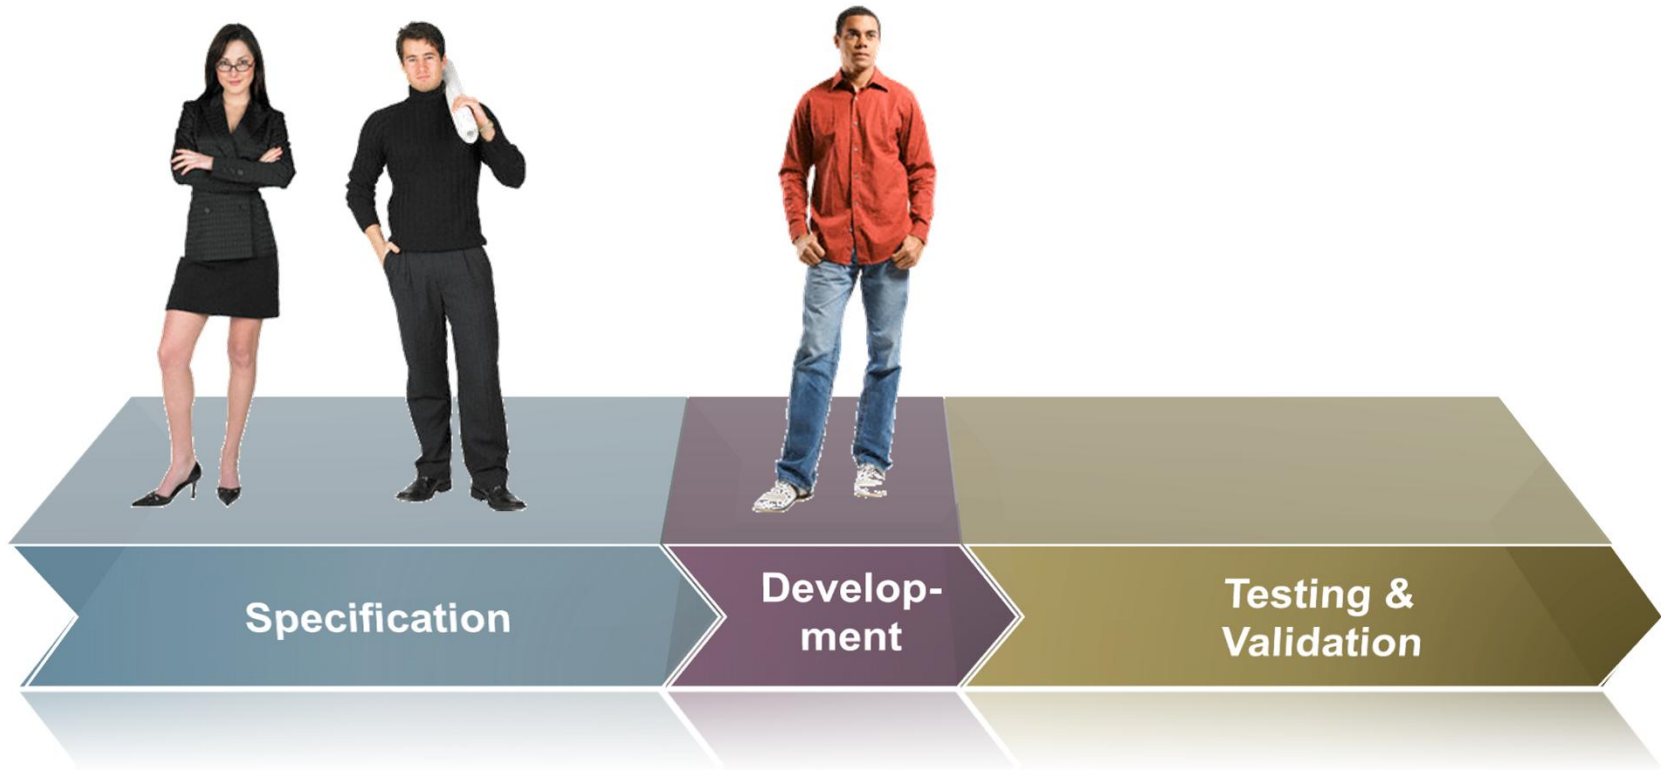 Specification
Develop-
ment
Testing &
Validation